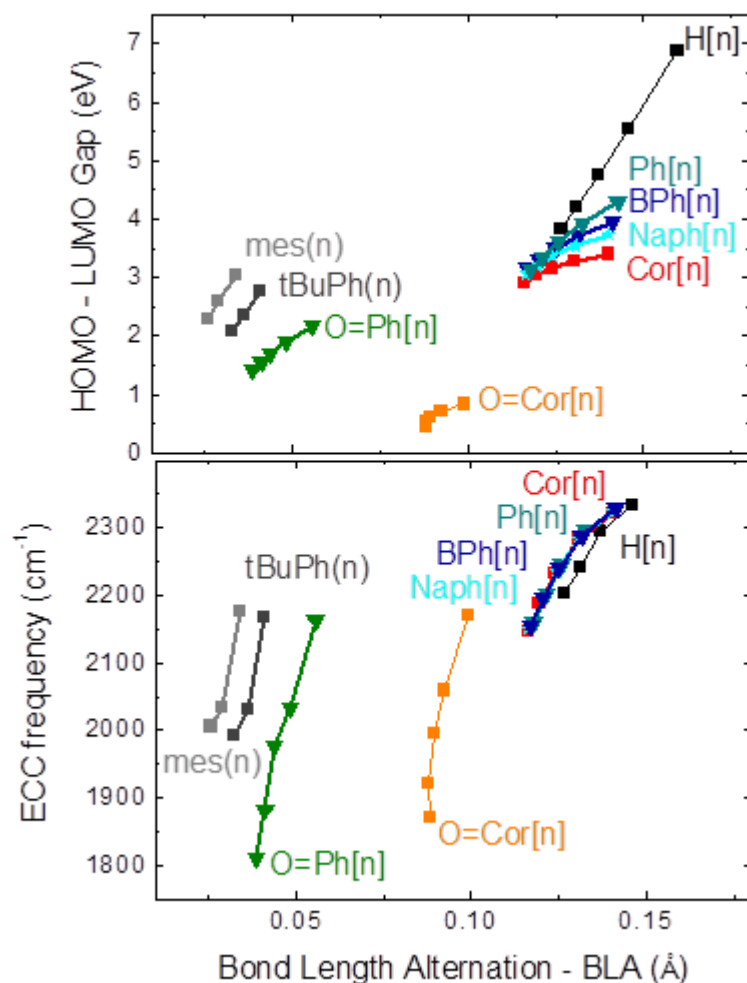 7
H[n]
6
5
Ph[n]
BPh[n]
4
Naph[n]
mes(n)
Cor[n]
3
tBuPh(n)
2
O=Ph[n]
1
O=Cor[n]
0
HOMO - LUMO Gap (eV)
Cor[n]
2300
Ph[n]
H[n]
BPh[n]
tBuPh(n)
Naph[n]
2200
2100
2000
mes(n)
1900
O=Cor[n]
1800
O=Ph[n]
ECC frequency (cm-1)
0.05 0.10 0.15
Bond Length Alternation - BLA (Å)